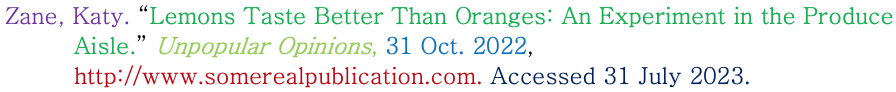 Zane, Katy. “Lemons Taste Better Than Oranges: An Experiment in the Produce
Aisle.” Unpopular Opinions, 31 Oct. 2022,
http://www.somerealpublication.com. Accessed 31 July 2023.